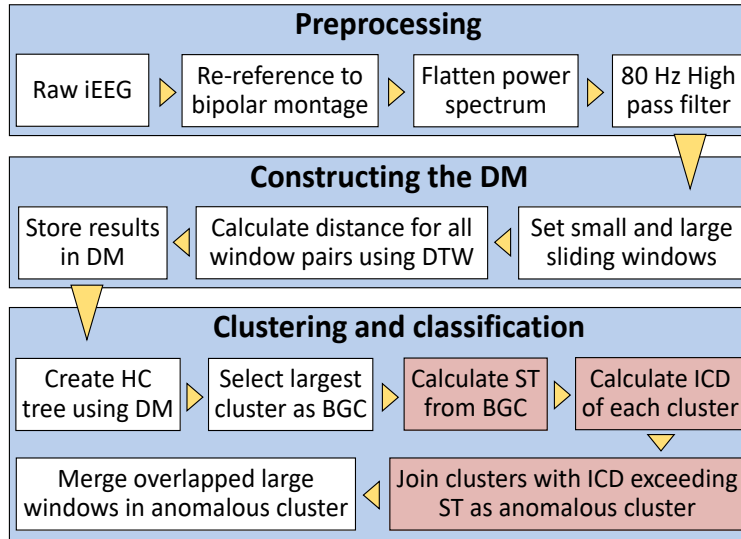 Preprocessing
Raw iEEG
Re-reference to
bipolar montage
Flatten power
spectrum
80 Hz High
pass filter
Constructing the DM
Set small and large
sliding windows
Calculate distance for all
window pairs using DTW
Store results
in DM
Clustering and classification
Create HC
tree using DM
Select largest
cluster as BGC
Calculate ST
from BGC
Calculate ICD
of each cluster
Join clusters with ICD exceeding
ST as anomalous cluster
Merge overlapped large
windows in anomalous cluster